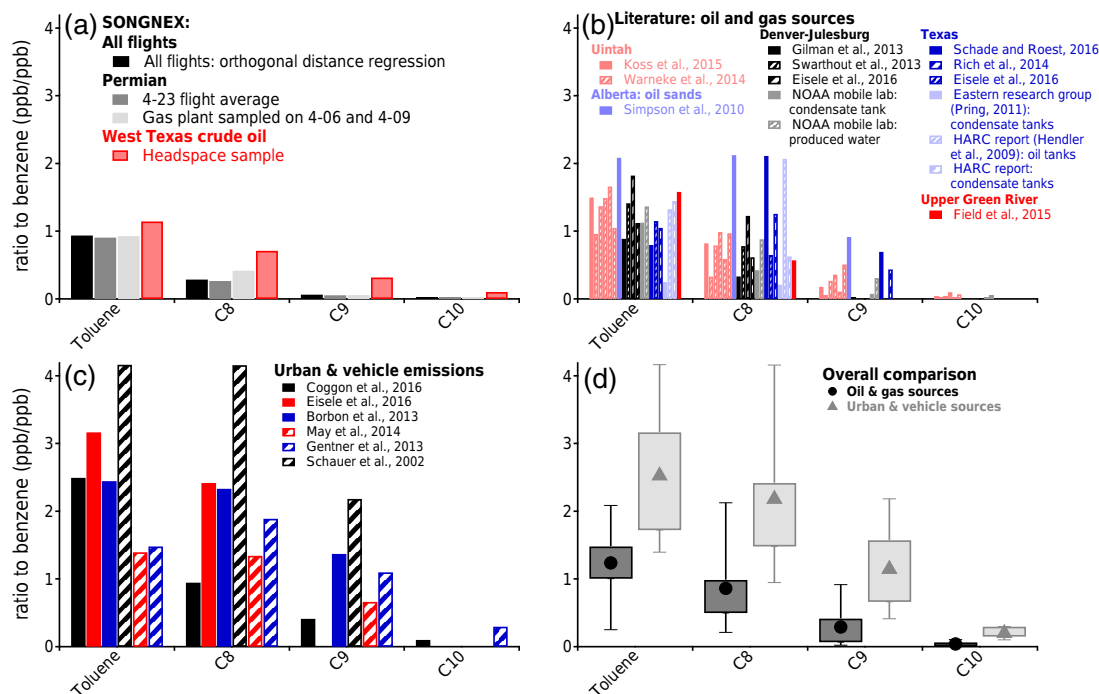 (a)
SONGNEX:
All flights
All flights: orthogonal distance regression
Permian
4-23 flight average
Gas plant sampled on 4-06 and 4-09
West Texas crude oil
Headspace sample
ratio to benzene (ppb/ppb)
4
3
2
1
0
Toluene
C8
C9
C10
(b)
Literature: oil and gas sources
Uintah
Koss et al., 2015
Warneke et al., 2014
Alberta: oil sands
Simpson et al., 2010
Denver-Julesburg
Gilman et al., 2013
Swarthout et al., 2013
Eisele et al., 2016
NOAA mobile lab:
condensate tank
NOAA mobile lab:
produced water
Texas
Schade and Roest, 2016
Rich et al., 2014
Eisele et al., 2016
Eastern research group
(Pring, 2011):
condensate tanks
HARC report (Hendler
et al., 2009): oil tanks
HARC report:
condensate tanks
Upper Green River
Field et al., 2015
4
3
2
1
0
Toluene
C8
C9
C10
(c)
Urban & vehicle emissions
Coggon et al., 2016
Eisele et al., 2016
Borbon et al., 2013
May et al., 2014
Gentner et al., 2013
Schauer et al., 2002
ratio to benzene (ppb/ppb)
4
3
2
1
0
Toluene
C8
C9
C10
(d)
Overall comparison
Oil & gas sources
Urban & vehicle sources
4
3
2
1
0
Toluene
C8
C9
C10